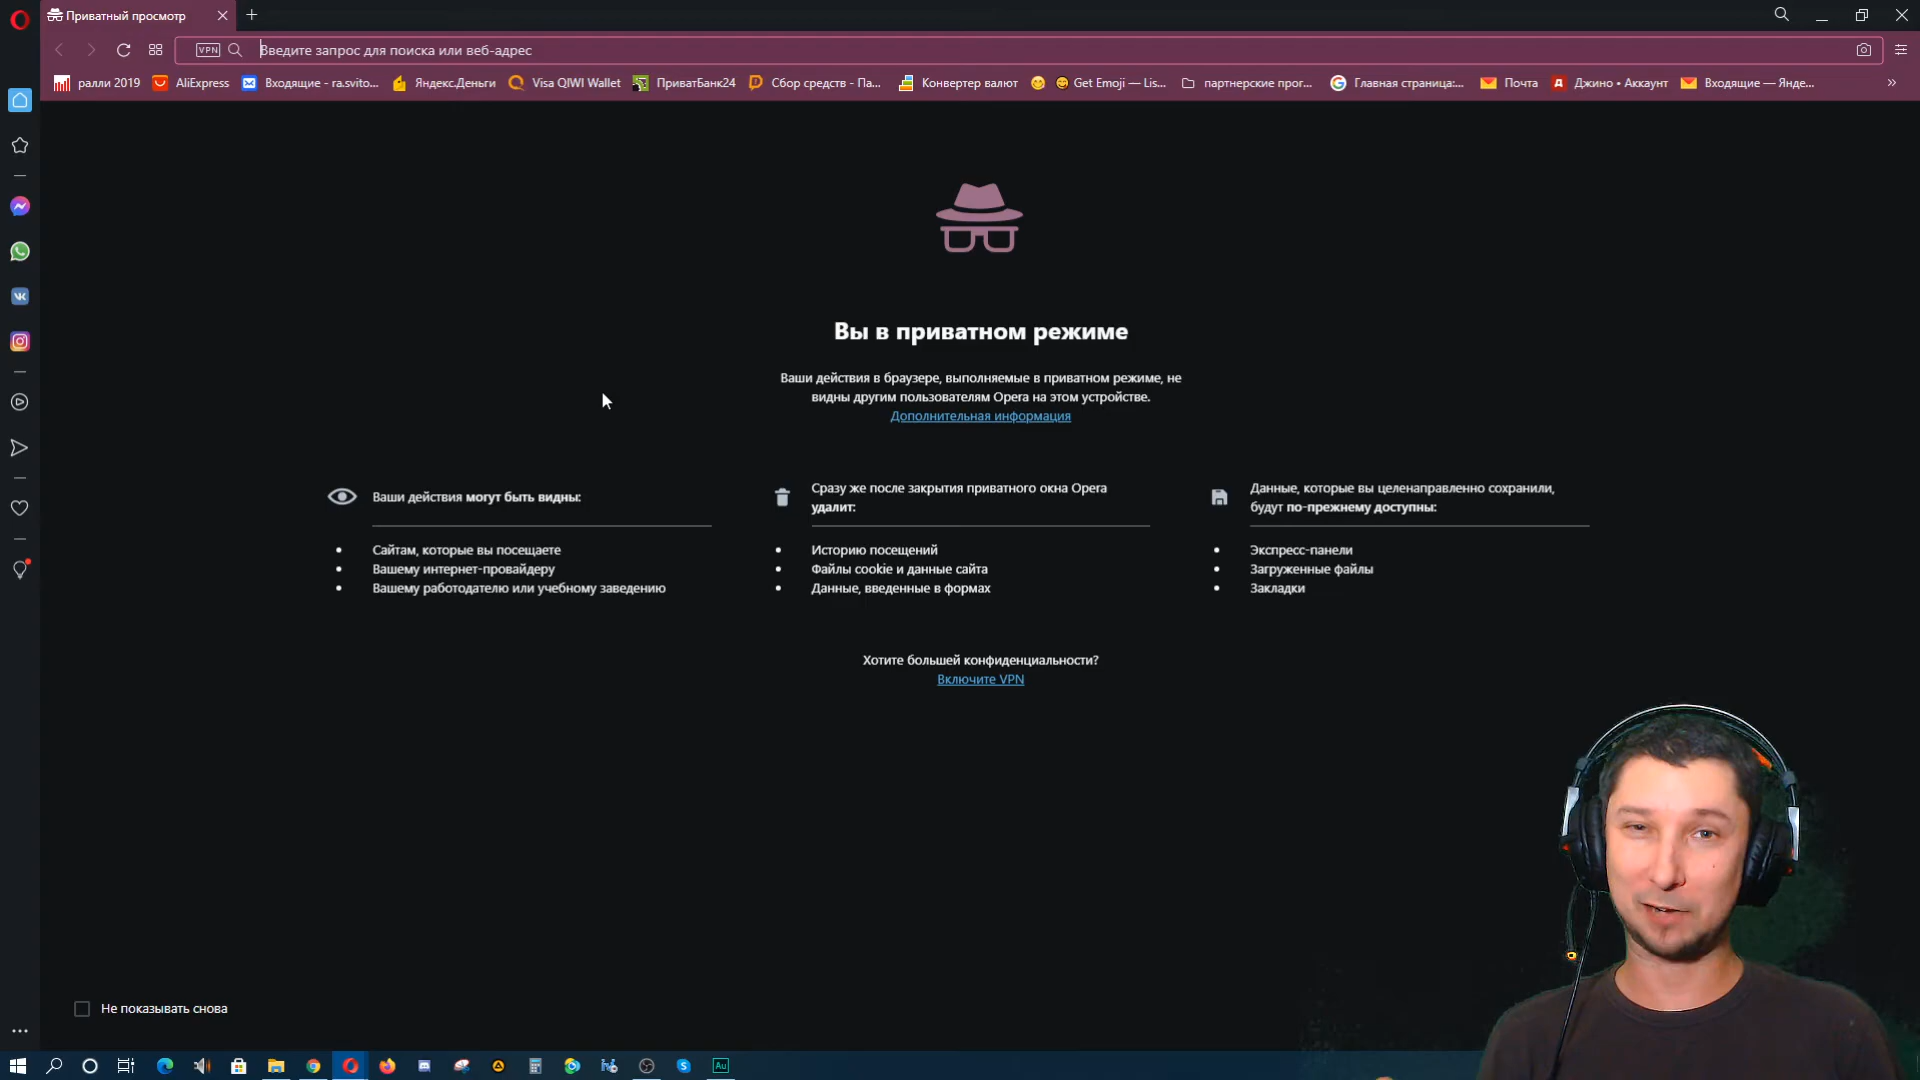 Приватный просмотр
VPN
Введите запрос для поиска или веб-адрес
ралли 2019
AliExpress
Входящие - ra.svito...
Яндекс.Деньги
Visa QIWI Wallet
ПриватБанк24
Сбор средств - Па...
Конвертер валют
Get Emoji — Lis...
партнерские прог...
Главная страница:...
Почта
Джино • Аккаунт
Входящие — Янде...
Вы в приватном режиме
Ваши действия в браузере, выполняемые в приватном режиме, не
видны другим пользователям Opera на этом устройстве.
Дополнительная информация
Ваши действия могут быть видны:
Сайтам, которые вы посещаете
Вашему интернет-провайдеру
Вашему работодателю или учебному заведению
Сразу же после закрытия приватного окна Opera
удалит:
Историю посещений
Файлы cookie и данные сайта
Данные, введенные в формах
Данные, которые вы целенаправленно сохранили,
будут по-прежнему доступны:
Экспресс-панели
Загруженные файлы
Закладки
Хотите большей конфиденциальности?
Включите VPN
Не показывать снова
Au